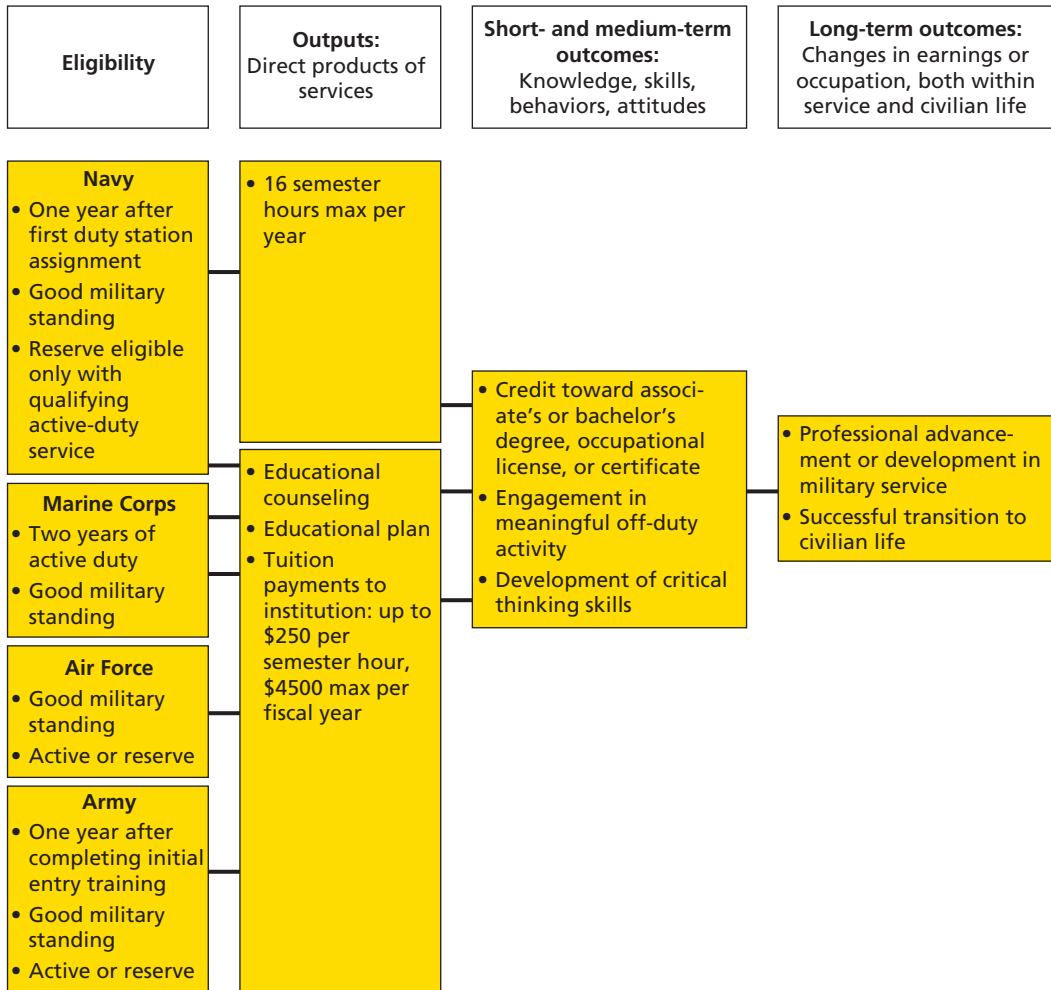 Eligibility
Outputs:
Direct products of
services
Short- and medium-term
outcomes:
Knowledge, skills,
behaviors, attitudes
Long-term outcomes:
Changes in earnings or
occupation, both within
service and civilian life
Navy
• One year after
first duty station
assignment
• Good military
standing
• Reserve eligible
only with
qualifying
active-duty
service
Marine Corps
• Two years of
active duty
• Good military
standing
Air Force
• Good military
standing
• Active or reserve
Army
• One year after
completing initial
entry training
• Good military
standing
• Active or reserve
• 16 semester
hours max per
year
• Educational
counseling
• Educational plan
• Tuition
payments to
institution: up to
$250 per
semester hour,
$4500 max per
fiscal year
• Credit toward associ-
ate's or bachelor's
degree, occupational
license, or certificate
• Engagement in
meaningful off-duty
activity
• Development of critical
thinking skills
• Professional advance-
ment or development in
military service
• Successful transition to
civilian life